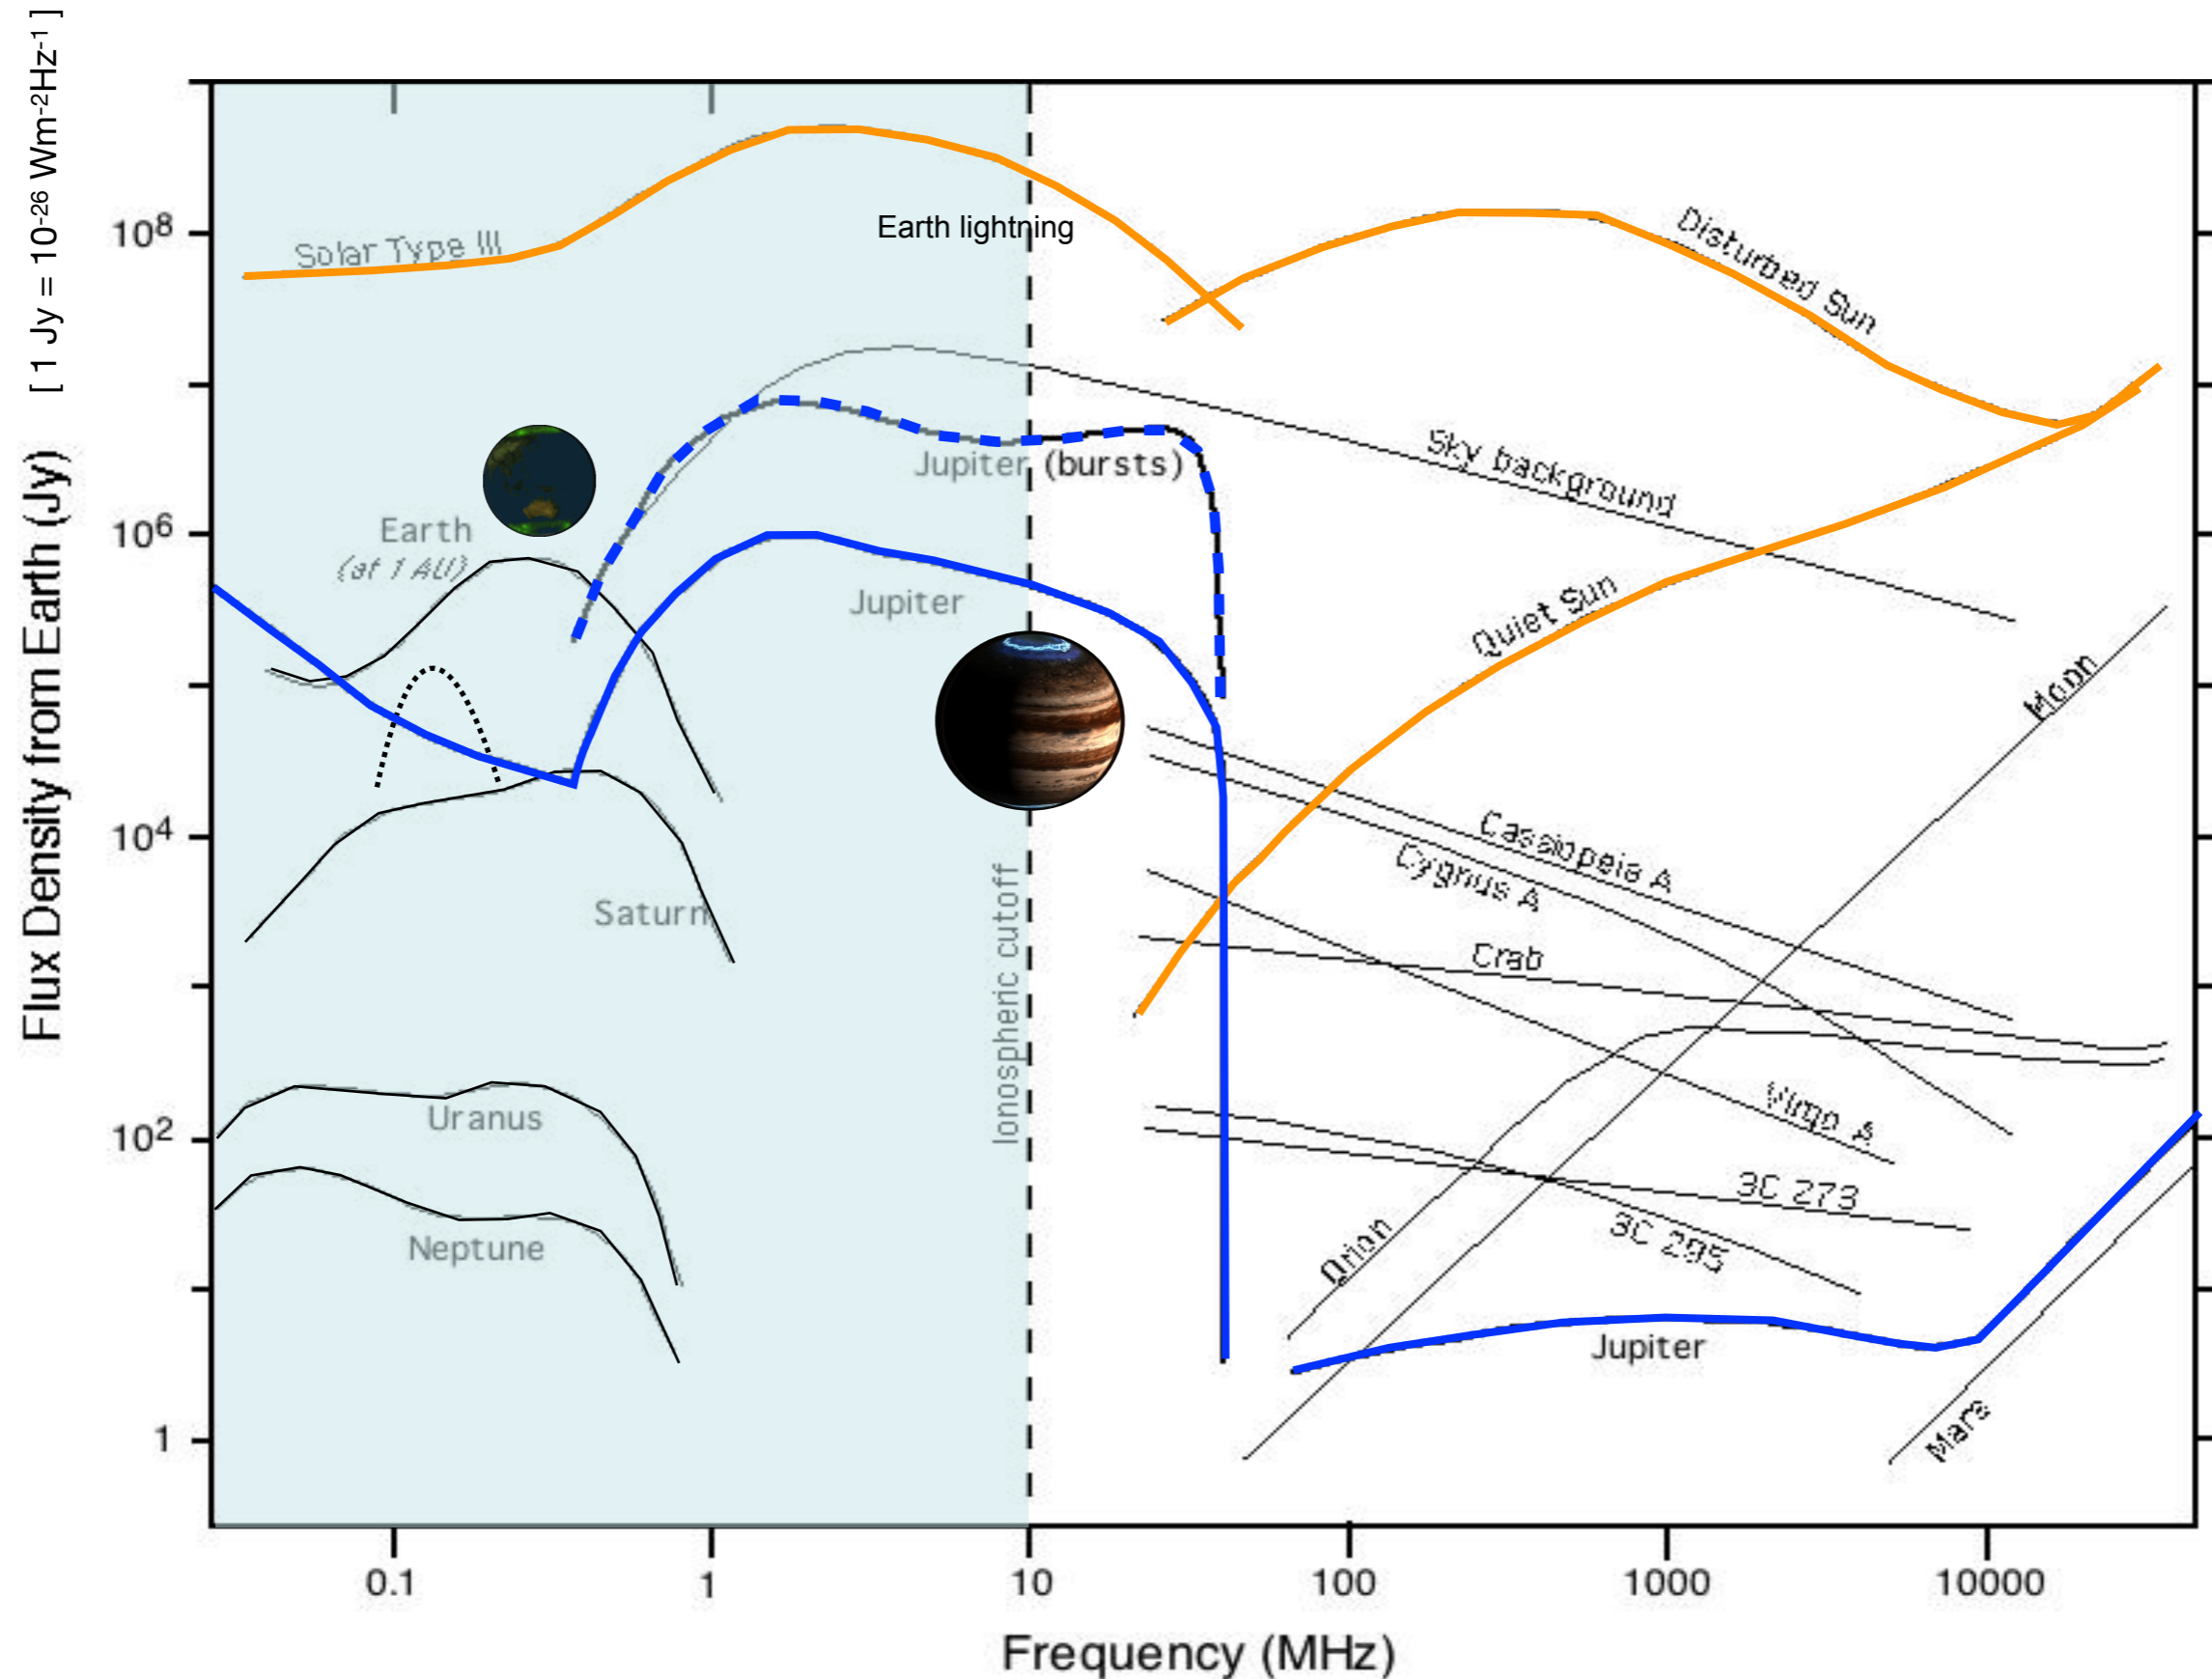 [ 1 Jy = 10-26 Wm-2Hz-1 ]
Flux Density from Earth (Jy)
108
106
104
102
1
Solar Type III
Earth lightning
Disturbed Sun
Sky background
Jupiter (bursts)
Earth
(at 1 AU)
Jupiter
Quiet Sun
Moon
Cassiopeia A
Cygnus A
Saturn
Crab
Ionospheric cutoff
Uranus
Virgo A
Neptune
3C 273
3C 295
Orion
Jupiter
Mars
0.1
1
10
100
1000
10000
Frequency (MHz)